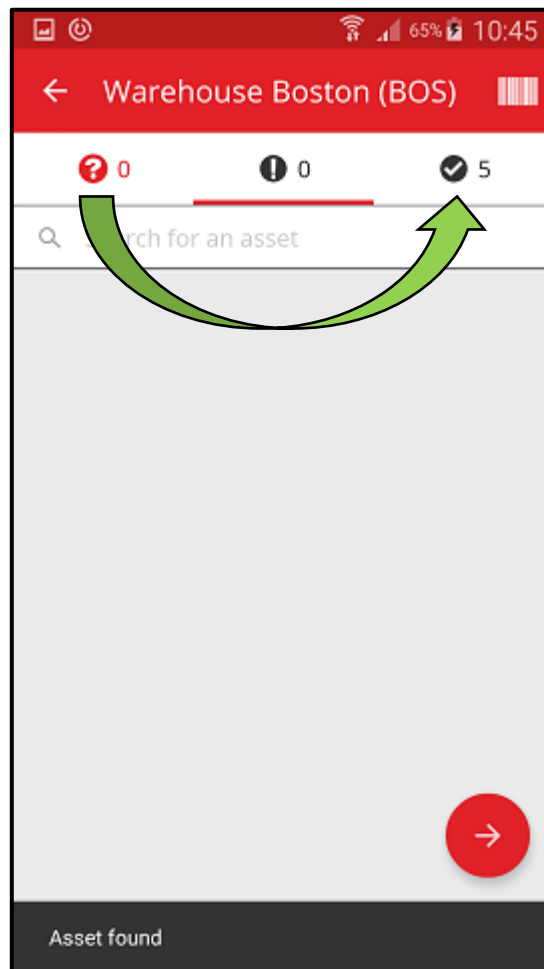 65% 10:45
Warehouse Boston (BOS)
0 0 5
rch for an asset
Asset found